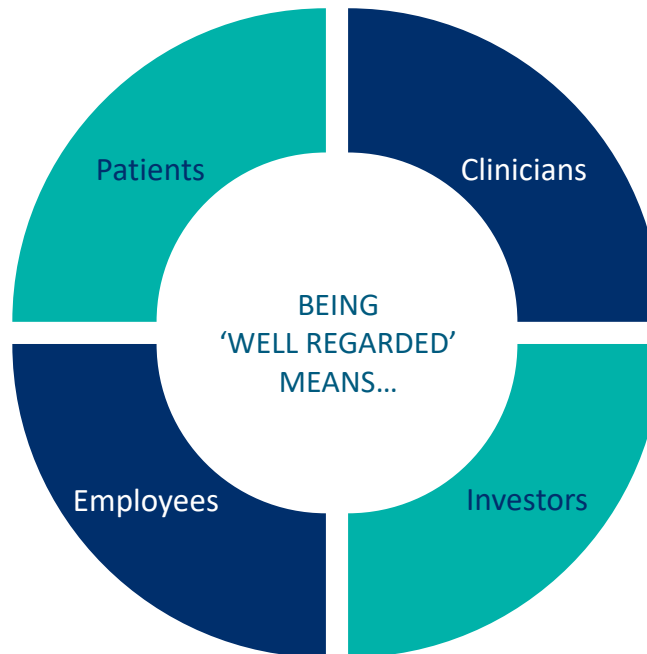 Patients
Clinicians
BEING
‘WELL REGARDED’
MEANS…
Employees
Investors